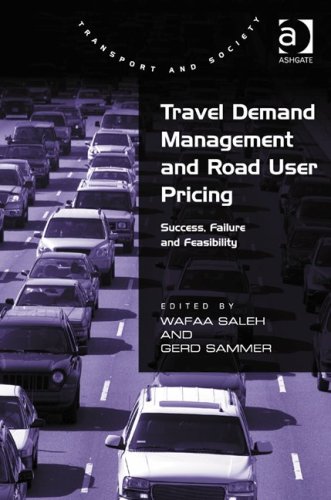 TRANSPORT AND SOCIETY
a
ASHGATE
Travel Demand
Management
and Road User
Pricing
Success, Failure
and Feasibility
EDITED BY
WAFAA SALEH
AND
GERD SAMMER